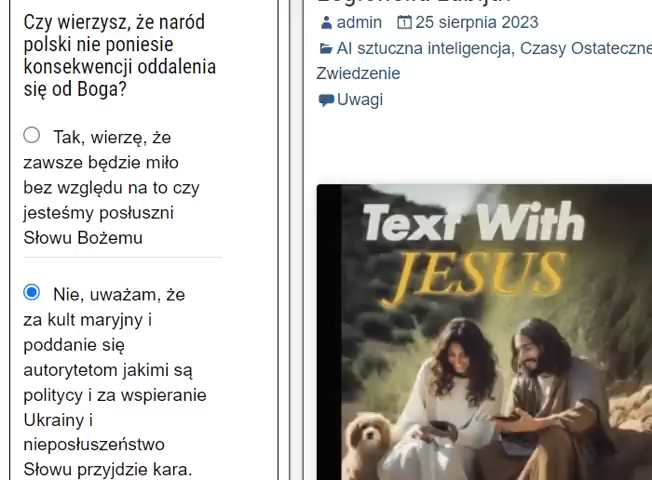 Czy wierzysz, że naród
polski nie poniesie
konsekwencji oddalenia
się od Boga?
Tak, wierzę, że
zawsze będzie miło
bez względu na to czy
jesteśmy posłuszni
Słowu Bożemu
Nie, uważam, że
za kult maryjny i
poddanie się
autorytetom jakimi są
politycy i za wspieranie
Ukrainy i
nieposłuszeństwo
Słowu przyjdzie kara.
admin 25 sierpnia 2023
AI sztuczna inteligencja, Czasy Ostateczne
Zwiedzenie
Uwagi
Text With
JESUS